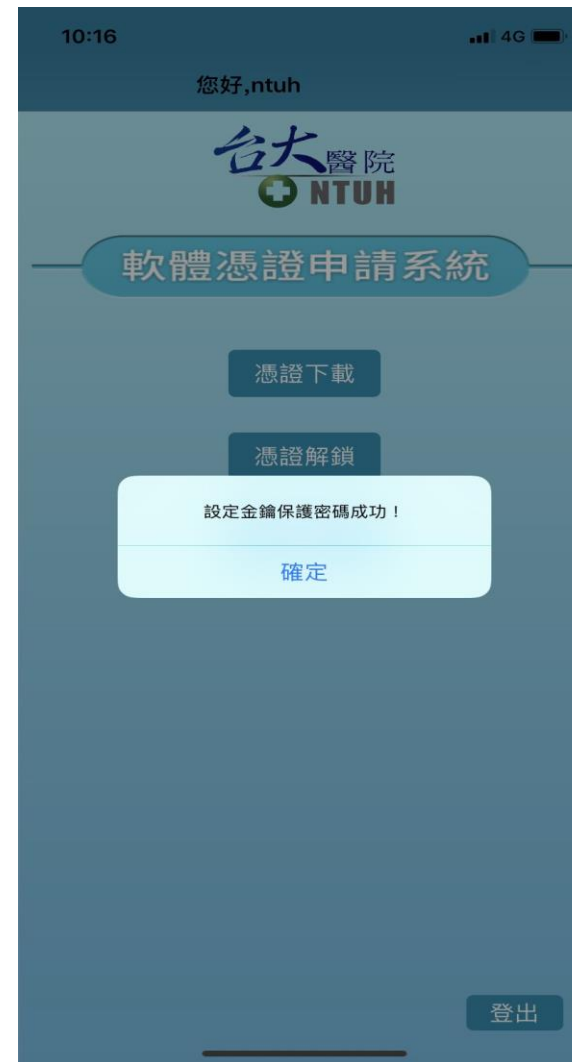 10:16
4G
您好,ntuh
台大醫院
NTUH
軟體憑證申請系統
憑證下載
憑證解鎖
設定金鑰保護密碼成功！
確定
登出